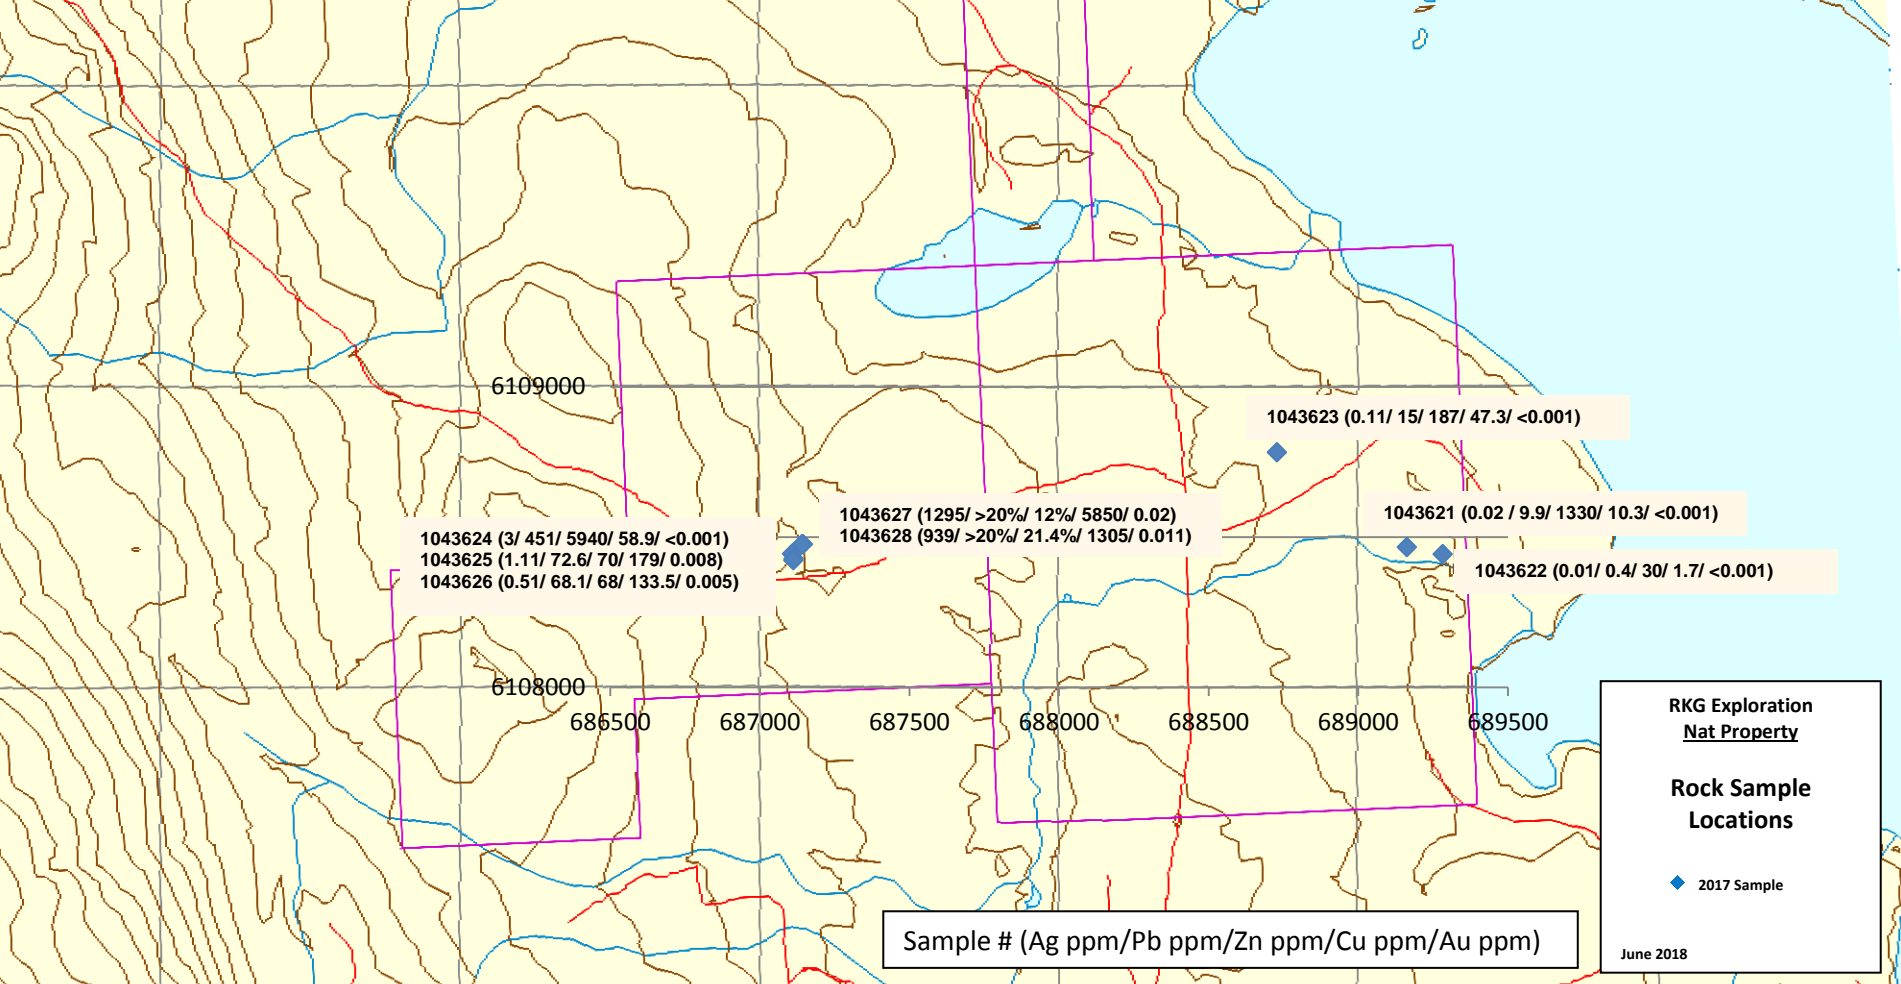 6109000
1043623 (0.11/ 15/ 187/ 47.3/ <0.001)
1043627 (1295/ >20%/ 12%/ 5850/ 0.02)
1043628 (939/ >20%/ 21.4%/ 1305/ 0.011)
1043621 (0.02 / 9.9/ 1330/ 10.3/ <0.001)
1043624 (3/ 451/ 5940/ 58.9/ <0.001)
1043625 (1.11/ 72.6/ 70/ 179/ 0.008)
1043626 (0.51/ 68.1/ 68/ 133.5/ 0.005)
1043622 (0.01/ 0.4/ 30/ 1.7/ <0.001)
6108000
686500 687000 687500 688000 688500 689000 689500
RKG Exploration
Nat Property
Rock Sample
Locations
2017 Sample
June 2018
Sample # (Ag ppm/Pb ppm/Zn ppm/Cu ppm/Au ppm)